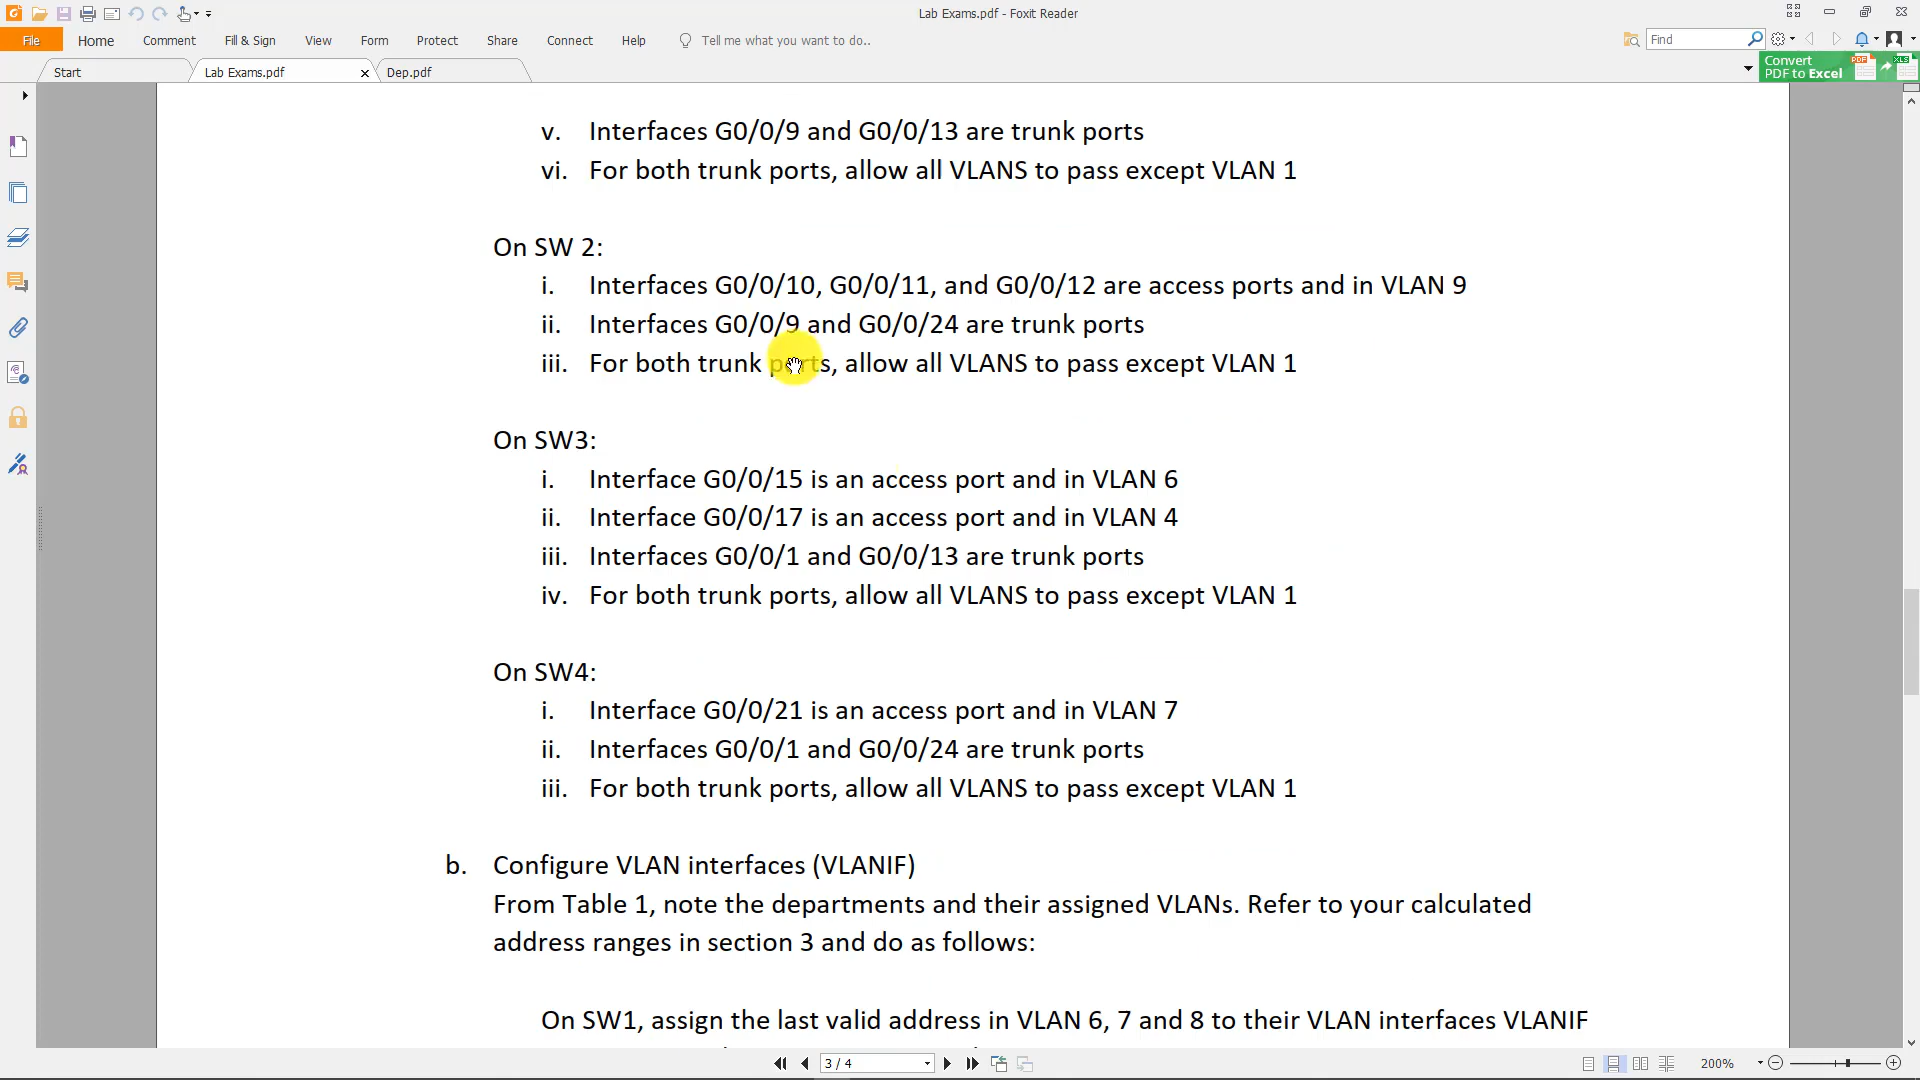 Lab Exams.pdf - Foxit Reader
File Home Comment Fill & Sign View Form Protect Share Connect Help Tell me what you want to do.. Find
Start Lab Exams.pdf Dep.pdf
Convert
PDF to Excel
v. Interfaces G0/0/9 and G0/0/13 are trunk ports
vi. For both trunk ports, allow all VLANS to pass except VLAN 1
On SW 2:
i. Interfaces G0/0/10, G0/0/11, and G0/0/12 are access ports and in VLAN 9
ii. Interfaces G0/0/9 and G0/0/24 are trunk ports
iii. For both trunk ports, allow all VLANS to pass except VLAN 1
On SW3:
i. Interface G0/0/15 is an access port and in VLAN 6
ii. Interface G0/0/17 is an access port and in VLAN 4
iii. Interfaces G0/0/1 and G0/0/13 are trunk ports
iv. For both trunk ports, allow all VLANS to pass except VLAN 1
On SW4:
i. Interface G0/0/21 is an access port and in VLAN 7
ii. Interfaces G0/0/1 and G0/0/24 are trunk ports
iii. For both trunk ports, allow all VLANS to pass except VLAN 1
b. Configure VLAN interfaces (VLANIF)
From Table 1, note the departments and their assigned VLANs. Refer to your calculated
address ranges in section 3 and do as follows:
On SW1, assign the last valid address in VLAN 6, 7 and 8 to their VLAN interfaces VLANIF
3 / 4 200%